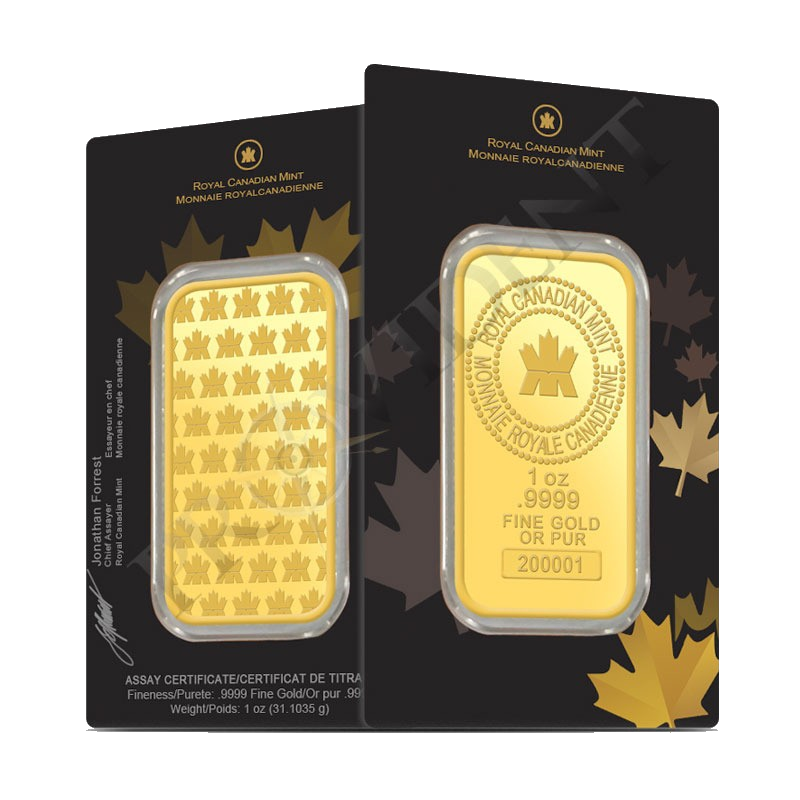 ROYAL CANADIAN MINT
MONNAIE ROYALCANADIENNE
Jonathan Forrest
Chief Assayer
Royal Canadian Mint
Essayeur en chef
Monnaie royale canadienne
ASSAY CERTIFICATE/CERTIFICAT DE TITRA
Fineness/Purete: .9999 Fine Gold/Or pur .99
Weight/Poids: 1 oz (31.1035 g)
ROYAL CANADIAN MINT
MONNAIE ROYALCANADIENNE
ROYAL CANADIAN MINT
MONNAIE ROYALE CANADIENNE
1 oz
.9999
FINE GOLD
OR PUR
200001
PROVIDENT